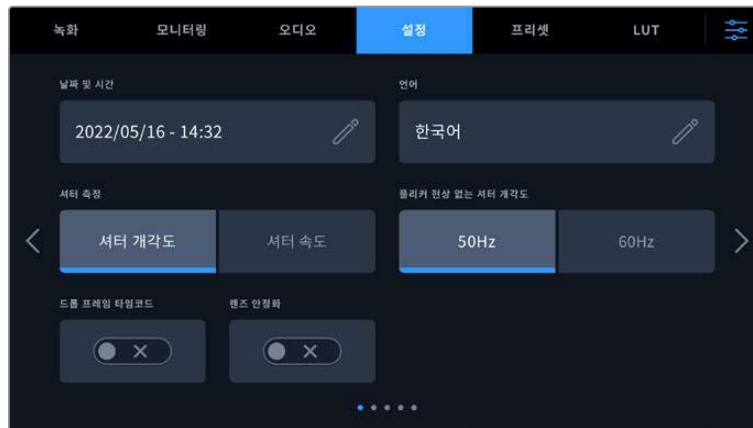 녹화 모니터링 오디오 설정 프리셋 LUT
날짜 및 시간 언어
2022/05/16 - 14:32 한국어
셔터 측정 플리커 현상 없는 셔터 개각도
셔터 개각도 셔터 속도 50Hz 60Hz
드롭 프레임 타임코드 렌즈 안정화